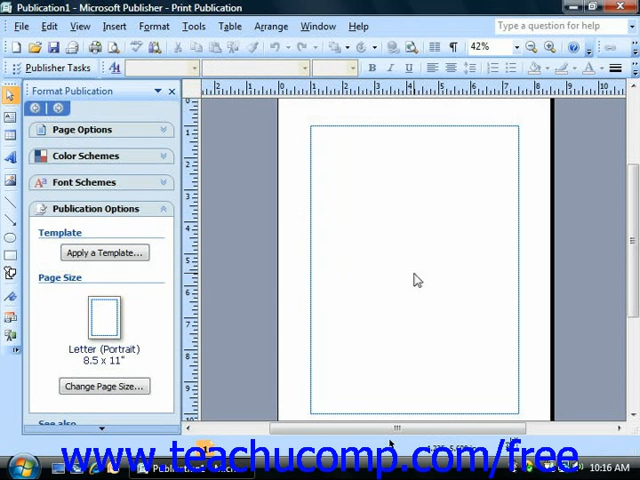 Publication1 - Microsoft Publisher - Print Publication
File Edit View Insert Format Tools Table Arrange Window Help
Type a question for help
42%
Publisher Tasks
B I U
Format Publication
Page Options
Color Schemes
Font Schemes
Publication Options
Template
Apply a Template...
Page Size
Letter (Portrait)
8.5 x 11"
Change Page Size...
See also
www.teachucomp.com/free
10:16 AM